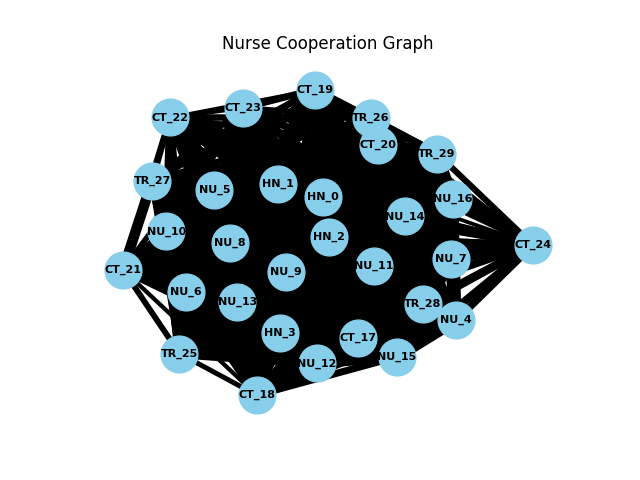 Nurse Cooperation Graph
CT_19
CT_23
CT_22
TR_26
CT_20
TR_29
TR_27
HN_1
NU_5
HN_0
NU_16
NU_14
NU_10
HN_2
NU_8
CT_24
NU_7
NU_11
CT_21
NU_9
NU_6
NU_13
TR_28
NU_4
HN_3
CT_17
TR_25
NU_15
NU_12
CT_18